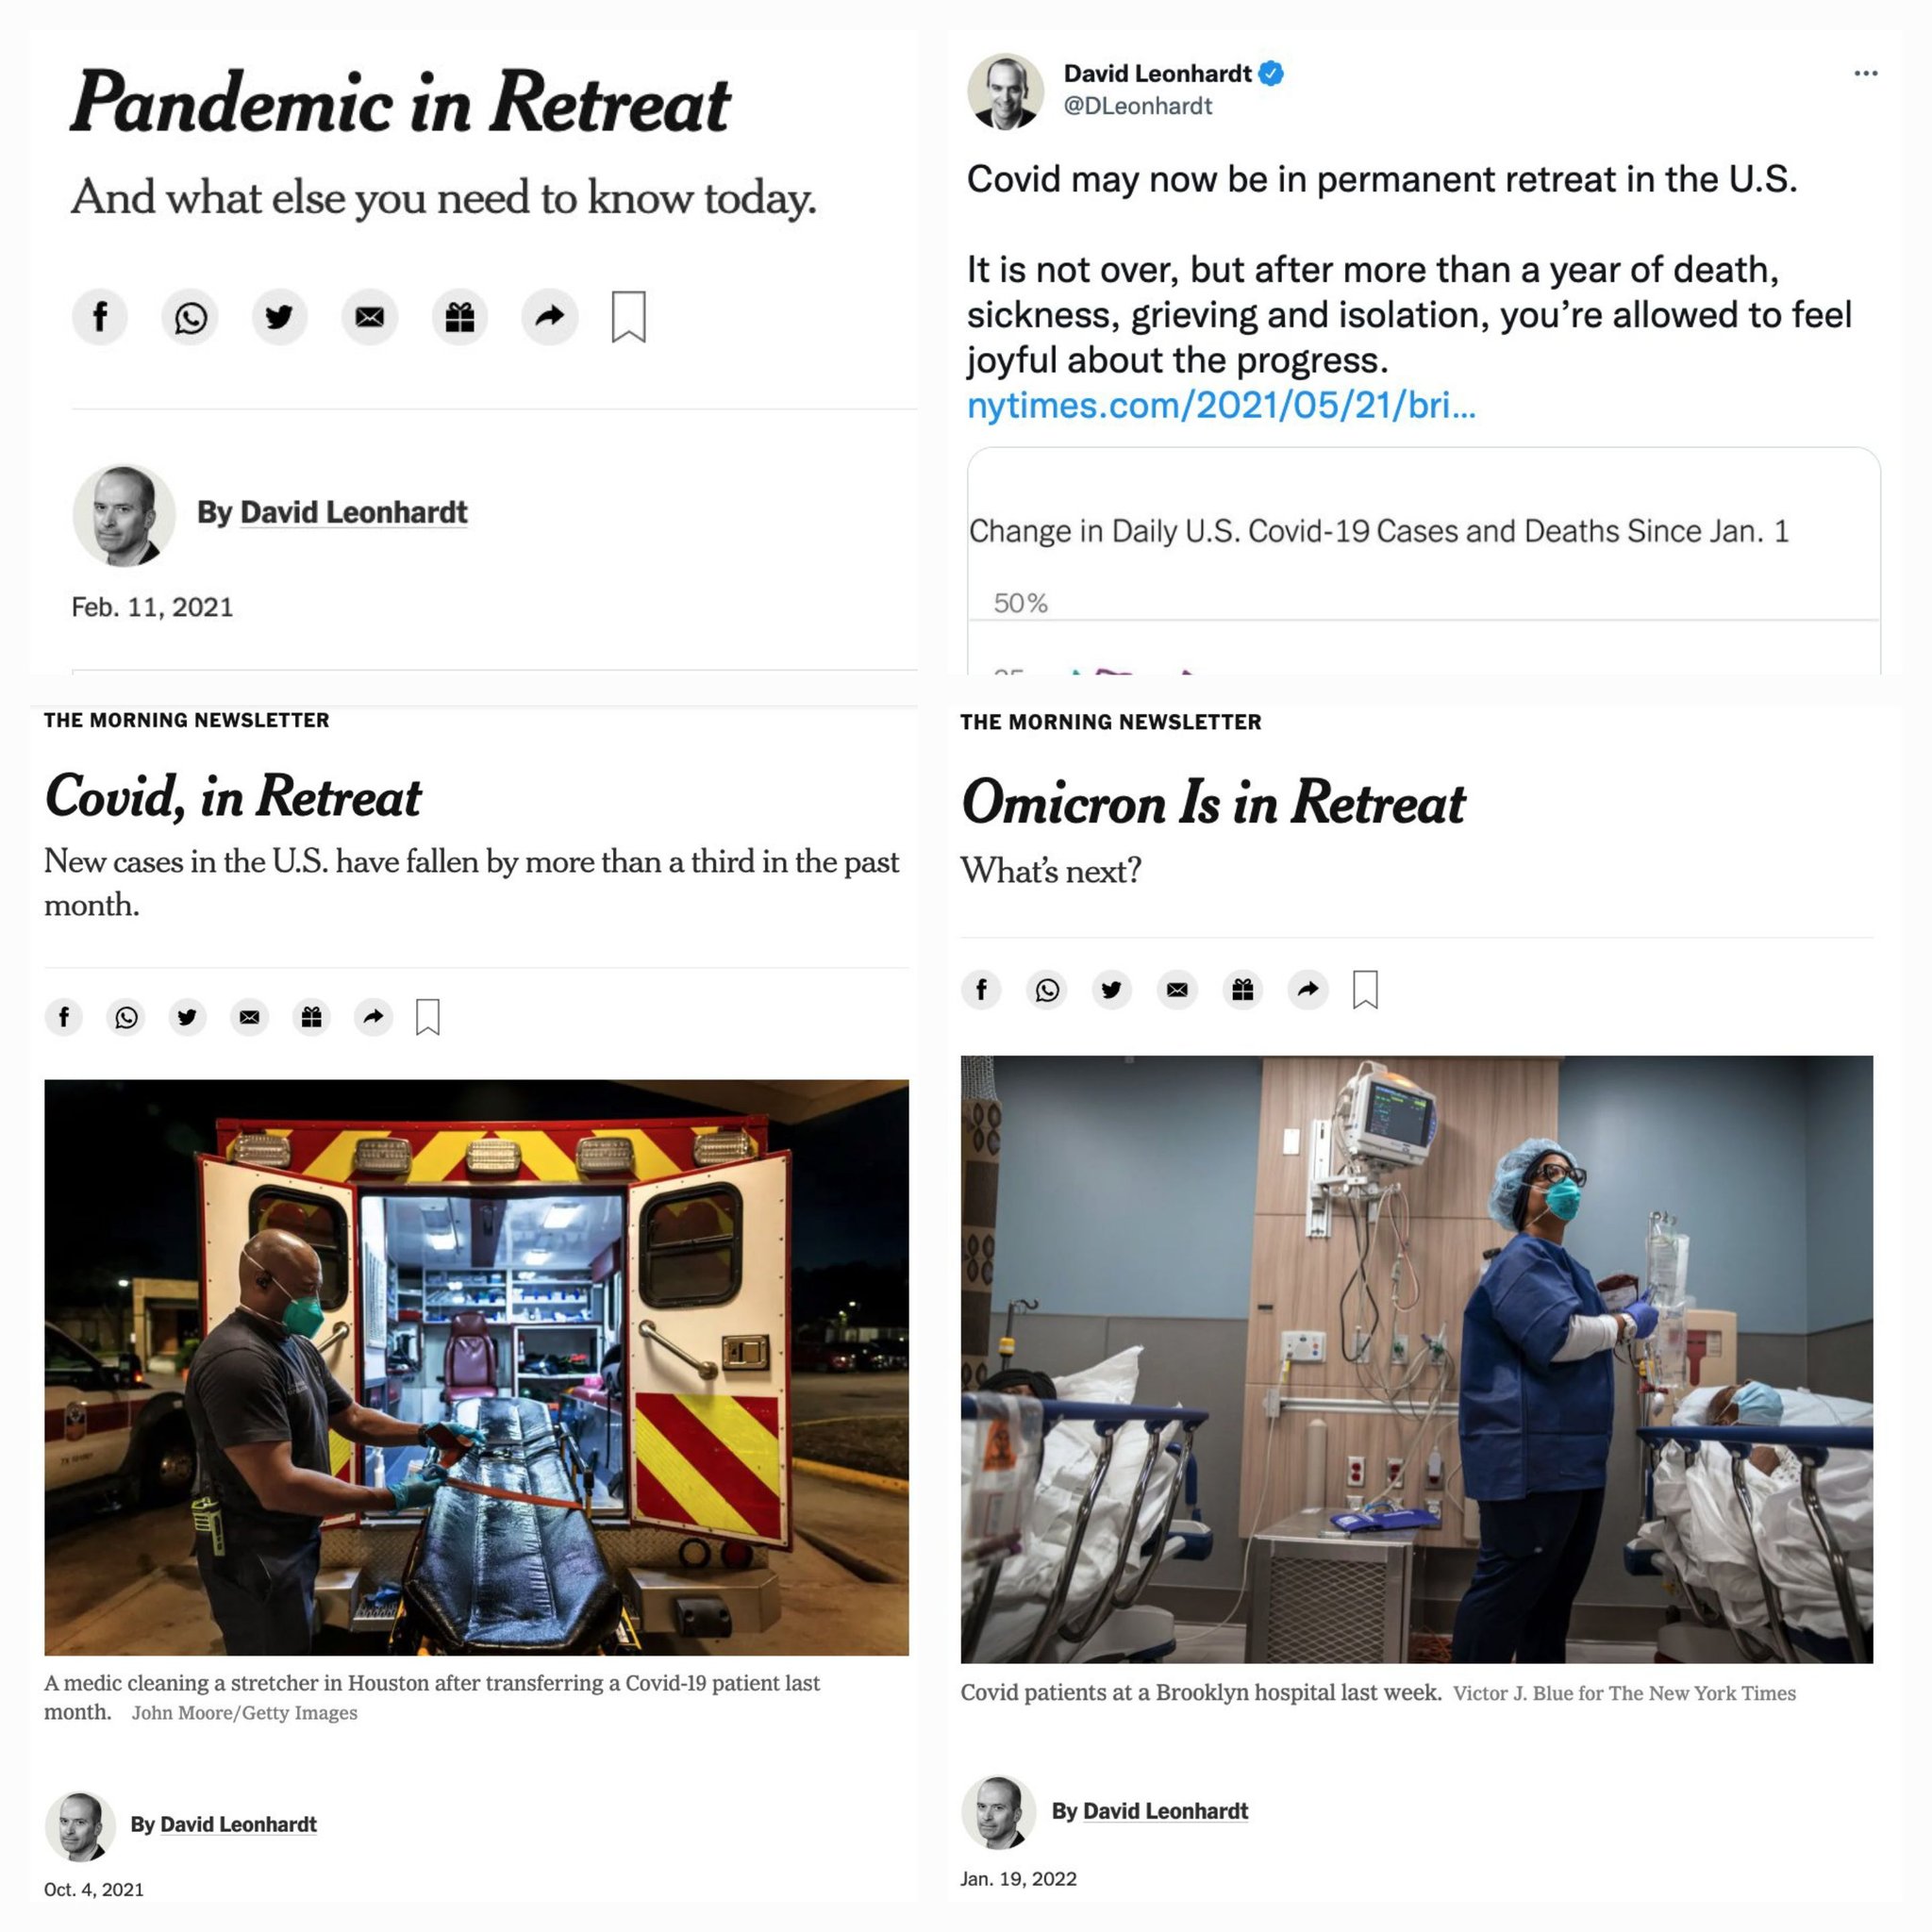 Pandemic in Retreat
And what else you need to know today.
By David Leonhardt
Feb. 11, 2021
David Leonhardt
@DLeonhardt
Covid may now be in permanent retreat in the U.S.
It is not over, but after more than a year of death,
sickness, grieving and isolation, you’re allowed to feel
joyful about the progress.
nytimes.com/2021/05/21/bri...
Change in Daily U.S. Covid-19 Cases and Deaths Since Jan. 1
50%
THE MORNING NEWSLETTER
Covid, in Retreat
New cases in the U.S. have fallen by more than a third in the past
month.
A medic cleaning a stretcher in Houston after transferring a Covid-19 patient last
month. John Moore/Getty Images
By David Leonhardt
Oct. 4, 2021
THE MORNING NEWSLETTER
Omicron Is in Retreat
What’s next?
Covid patients at a Brooklyn hospital last week. Victor J. Blue for The New York Times
By David Leonhardt
Jan. 19, 2022